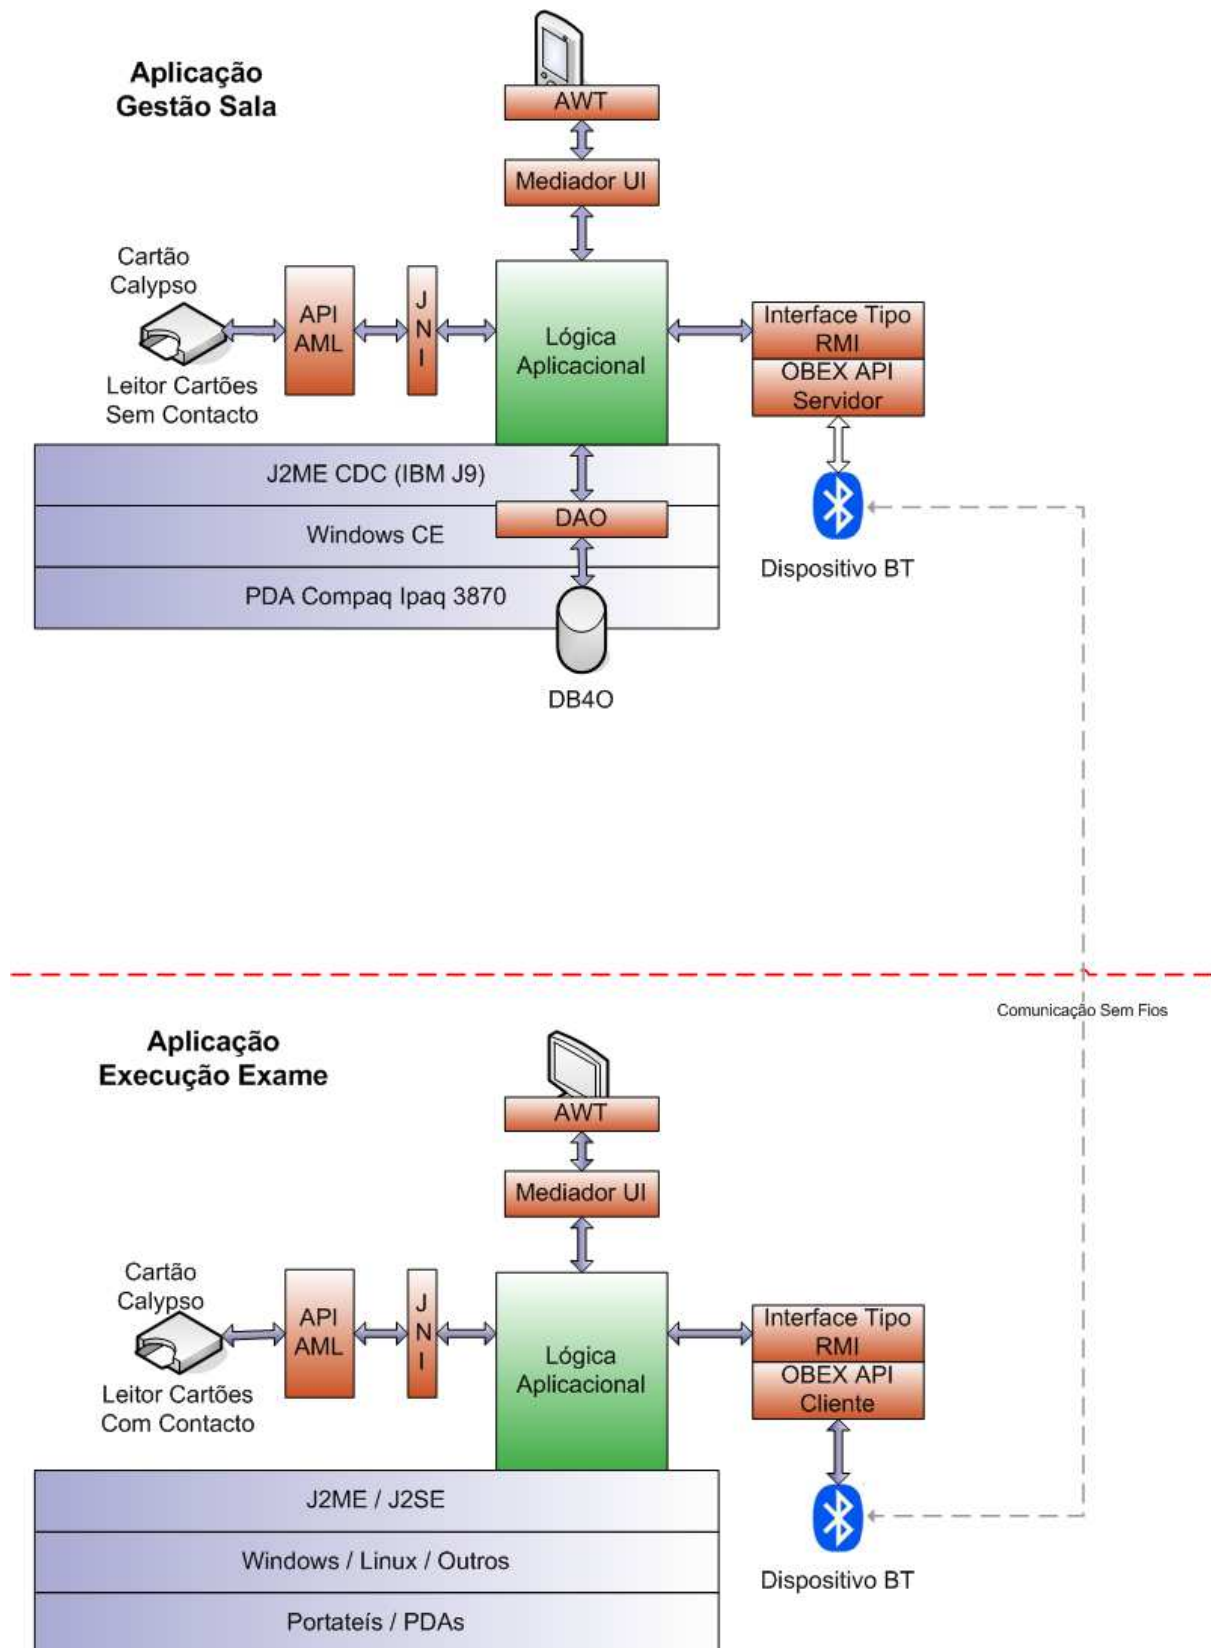 Aplicação
Gestão Sala
AWT
Mediador UI
Cartão
Calypso
API
AML
J
N
I
Lógica
Aplicacional
Interface Tipo
RMI
OBEX API
Servidor
Leitor Cartões
Sem Contacto
J2ME CDC (IBM J9)
DAO
Windows CE
Dispositivo BT
PDA Compaq Ipaq 3870
DB4O
Comunicação Sem Fios
Aplicação
Execução Exame
AWT
Mediador UI
Cartão
Calypso
API
AML
J
N
I
Lógica
Aplicacional
Interface Tipo
RMI
OBEX API
Cliente
Leitor Cartões
Com Contacto
J2ME / J2SE
Windows / Linux / Outros
Dispositivo BT
Portateís / PDAs